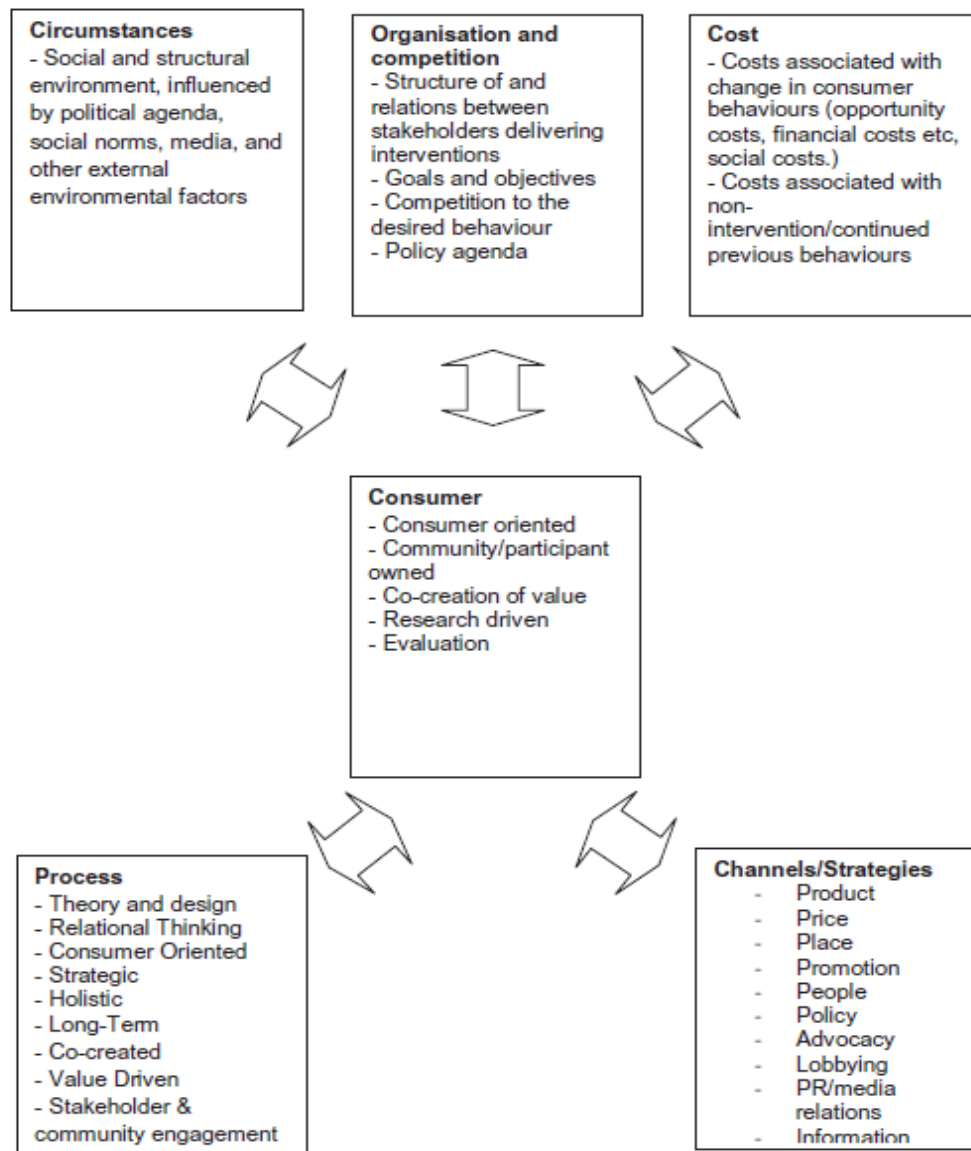 Circumstances
- Social and structural
environment, influenced
by political agenda,
social norms, media, and
other external
environmental factors
Organisation and
competition
- Structure of and
relations between
stakeholders delivering
interventions
- Goals and objectives
- Competition to the
desired behaviour
- Policy agenda
Cost
- Costs associated with
change in consumer
behaviours (opportunity
costs, financial costs etc,
social costs.)
- Costs associated with
non-
intervention/continued
previous behaviours
Consumer
- Consumer oriented
- Community/participant
owned
- Co-creation of value
- Research driven
- Evaluation
Process
- Theory and design
- Relational Thinking
- Consumer Oriented
- Strategic
- Holistic
- Long-Term
- Co-created
- Value Driven
- Stakeholder &
community engagement
Channels/Strategies
- Product
- Price
- Place
- Promotion
- People
- Policy
- Advocacy
- Lobbying
- PR/media
relations
- Information